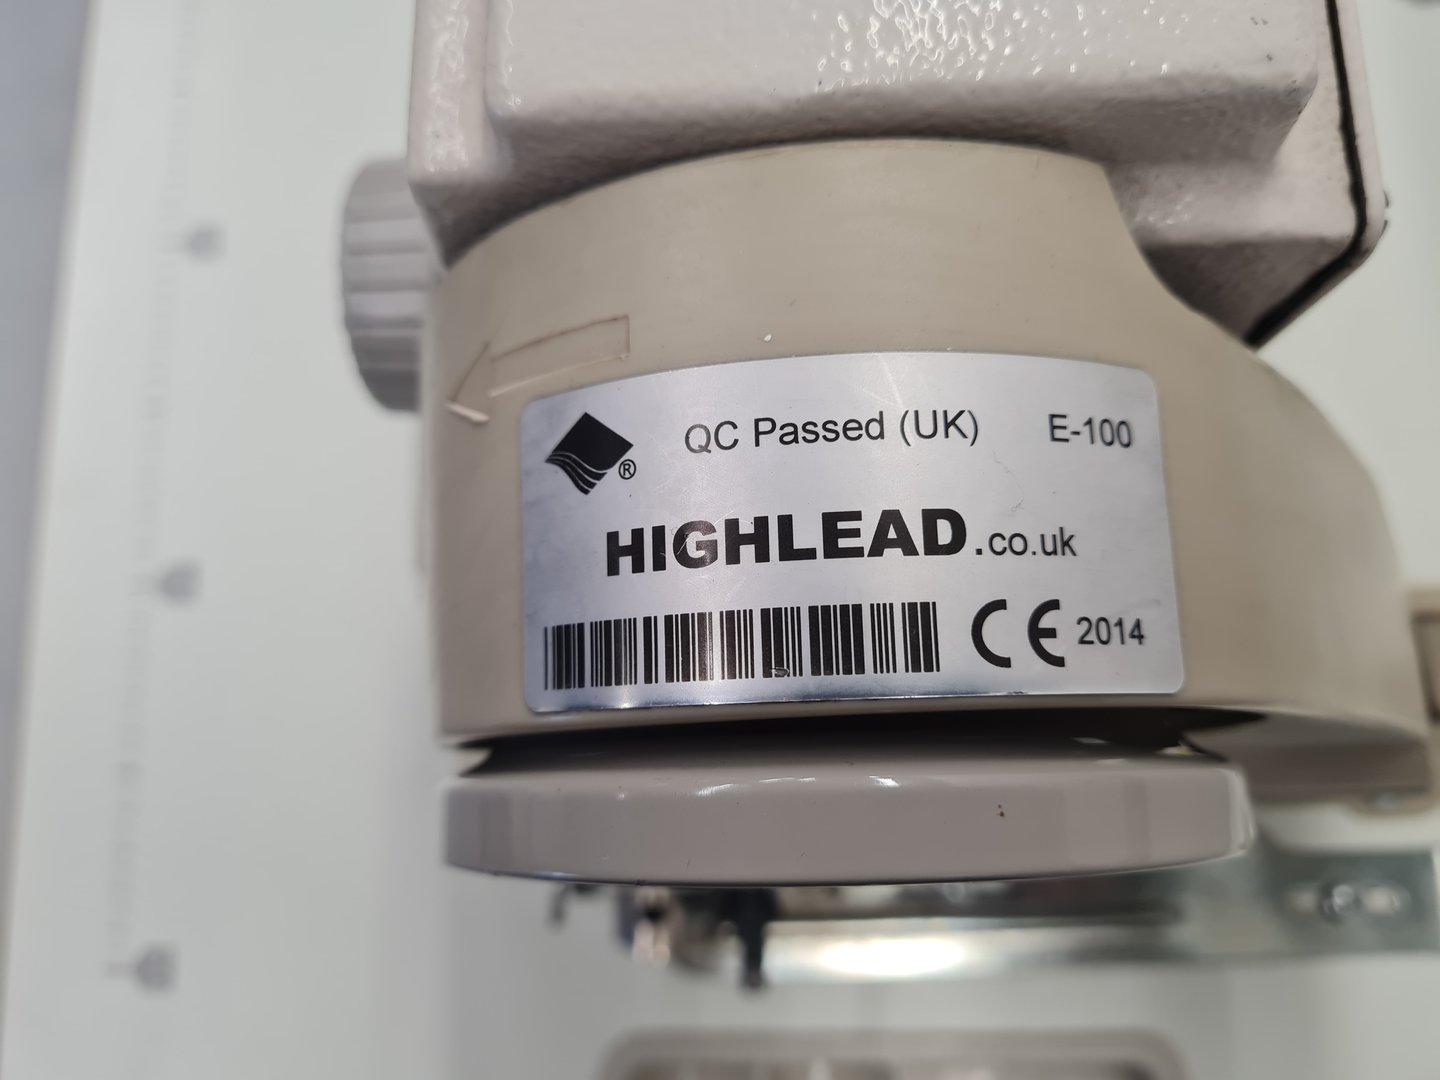 QC Passed (UK) E-100
®
HIGHLEAD.co.uk
CE 2014